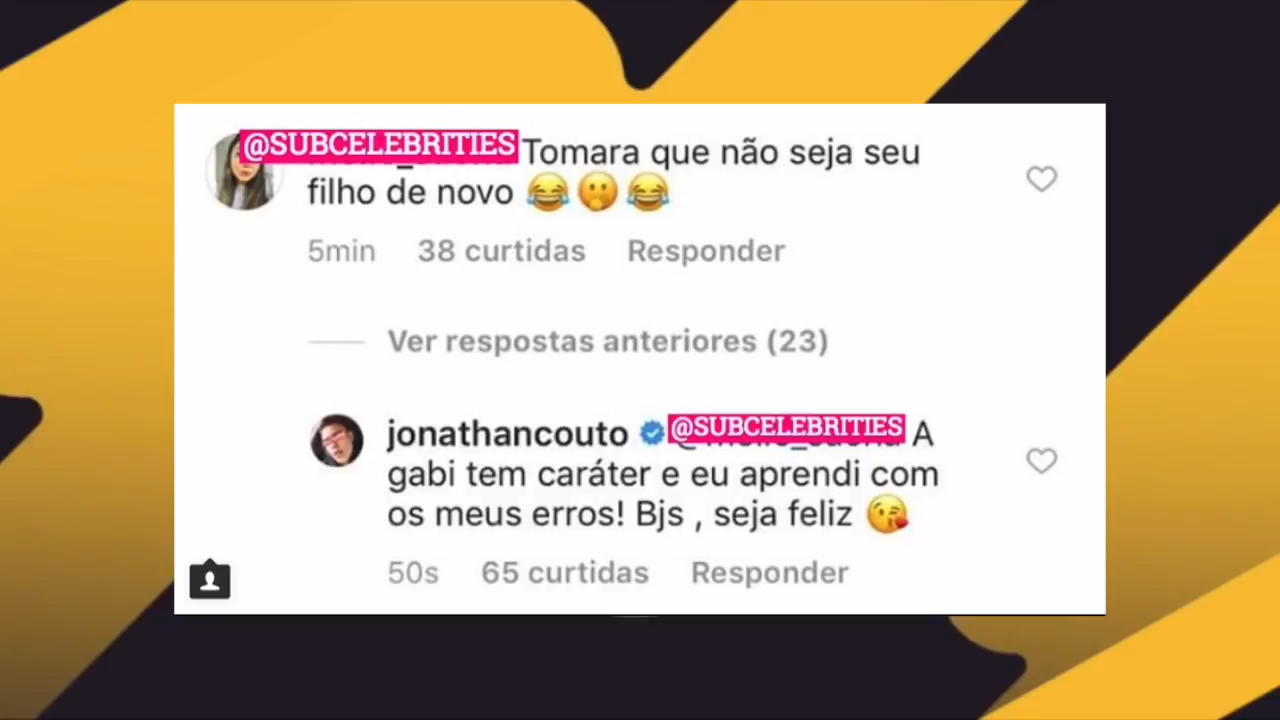 @SUBCELEBRITIES Tomara que não seja seu
filho de novo 😂🤭😂
5min 38 curtidas Responder
Ver respostas anteriores (23)
jonathancouto @SUBCELEBRITIES A
gabi tem caráter e eu aprendi com
os meus erros! Bjs , seja feliz 😘
50s 65 curtidas Responder